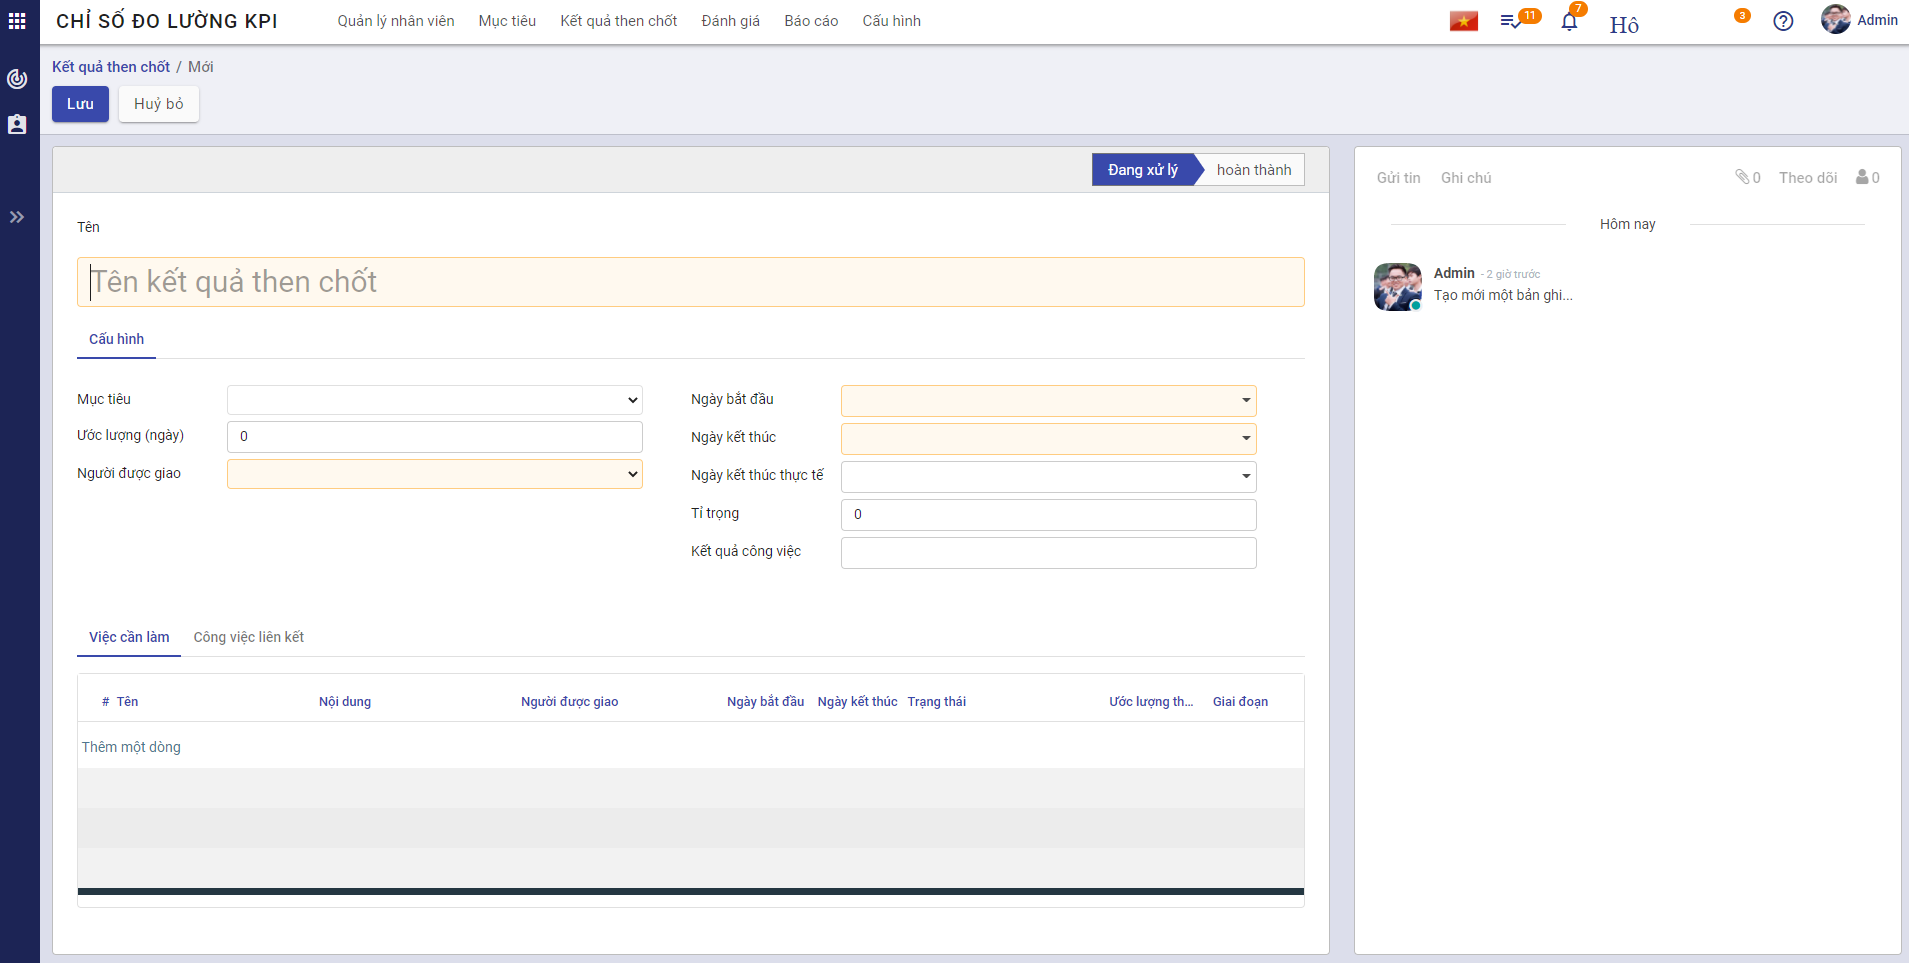 CHỈ SỐ ĐO LƯỜNG KPI
Quản lý nhân viên
Mục tiêu
Kết quả then chốt
Đánh giá
Báo cáo
Cấu hình
11
7
Hô
3
Admin
Kết quả then chốt / Mới
Lưu
Huỷ bỏ
Đang xử lý
hoàn thành
Tên
Tên kết quả then chốt
Cấu hình
Mục tiêu
Ước lượng (ngày)
0
Người được giao
Ngày bắt đầu
Ngày kết thúc
Ngày kết thúc thực tế
Tỉ trọng
0
Kết quả công việc
Việc cần làm
Công việc liên kết
# Tên
Nội dung
Người được giao
Ngày bắt đầu
Ngày kết thúc
Trạng thái
Ước lượng th...
Giai đoạn
Thêm một dòng
Gửi tin
Ghi chú
0
Theo dõi
0
Hôm nay
Admin - 2 giờ trước
Tạo mới một bản ghi...